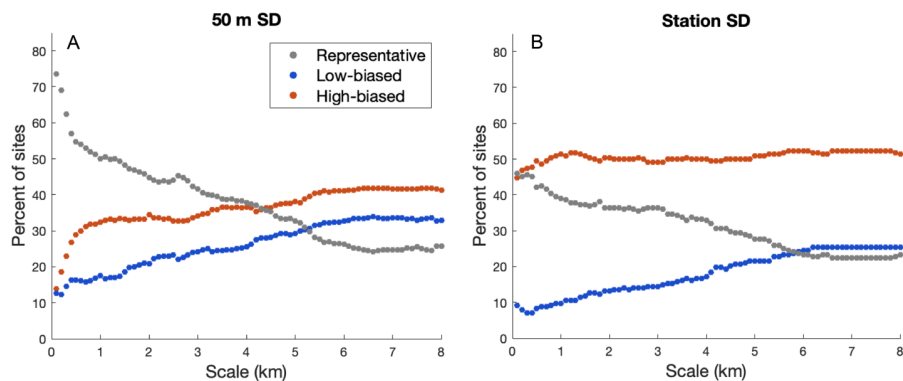 50 m SD
A
Representative
Low-biased
High-biased
Percent of sites
80
70
60
50
40
30
20
10
0
0 1 2 3 4 5 6 7 8
Scale (km)
Station SD
B
Percent of sites
80
70
60
50
40
30
20
10
0
0 1 2 3 4 5 6 7 8
Scale (km)